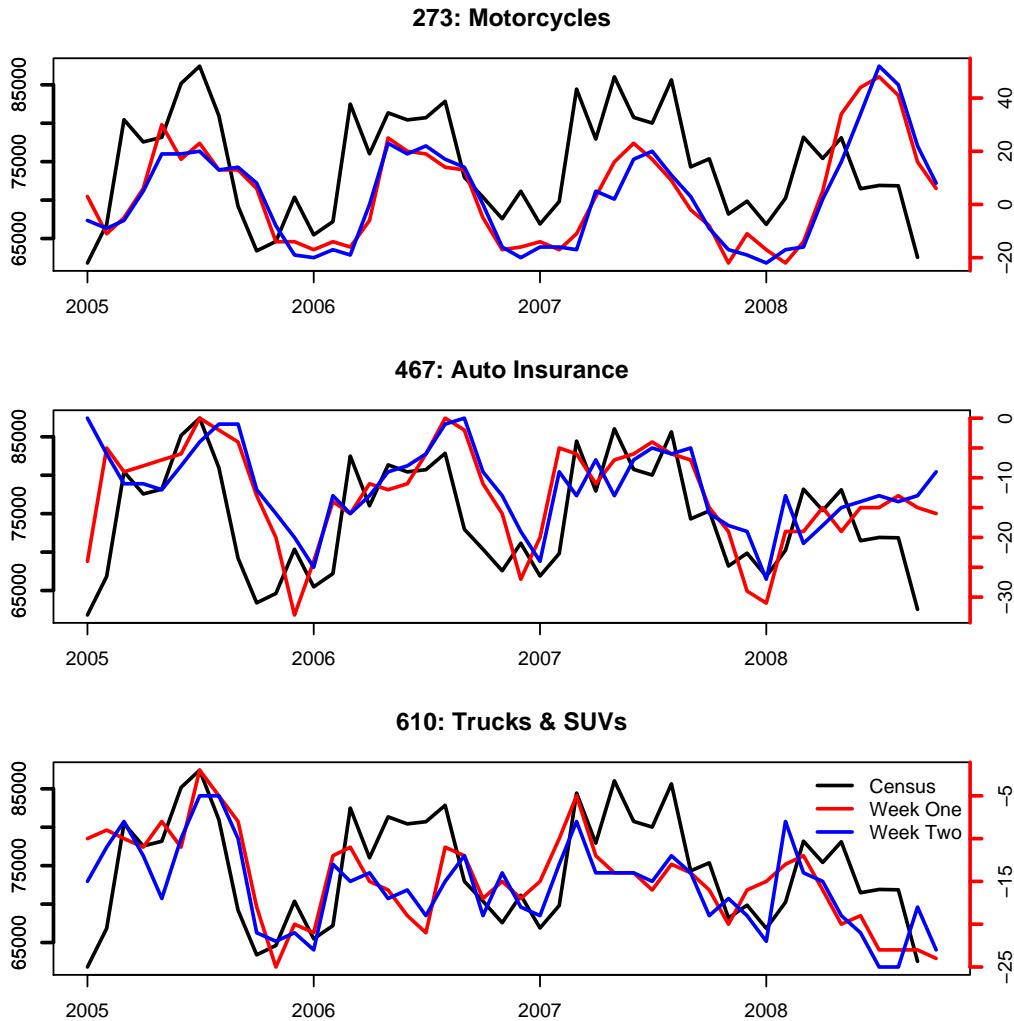 273: Motorcycles
85000
75000
65000
40
20
0
−20
2005 2006 2007 2008
467: Auto Insurance
85000
75000
65000
0
−10
−20
−30
2005 2006 2007 2008
610: Trucks & SUVs
85000
75000
65000
Census
Week One
Week Two
−5
−15
−25
2005 2006 2007 2008